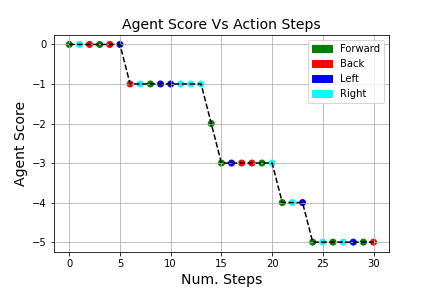 Agent Score Vs Action Steps
Agent Score
0
−1
−2
−3
−4
−5
Forward
Back
Left
Right
0 5 10 15 20 25 30
Num. Steps